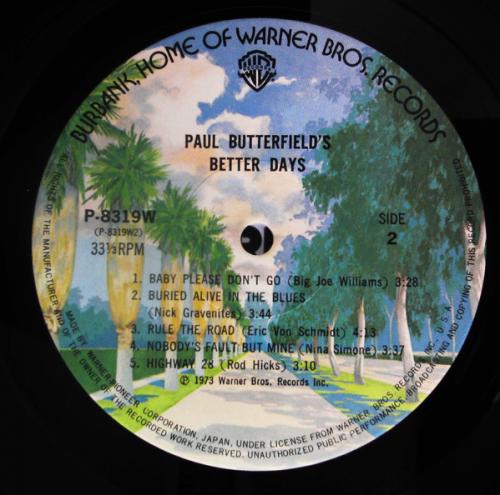 BURBANK, HOME OF WARNER BROS. RECORDS
PAUL BUTTERFIELD'S
BETTER DAYS
P-8319W
(P-8319W2)
33⅓RPM
SIDE
2
1. BABY PLEASE DON'T GO (Big Joe Williams) 3:28
2. BURIED ALIVE IN THE BLUES
(Nick Gravenites) 3:44
3. RULE THE ROAD (Eric Von Schmidt) 4:13
4. NOBODY'S FAULT BUT MINE (Nina Simone) 3:37
5. HIGHWAY 28 (Rod Hicks) 3:10
Ⓟ 1973 Warner Bros. Records Inc.
MADE BY WARNER-PIONEER CORPORATION, JAPAN, UNDER LICENSE FROM WARNER BROS. RECORDS, INC., U.S.A.
ALL RIGHTS OF THE MANUFACTURER AND OF THE OWNER OF THE RECORDED WORK RESERVED. UNAUTHORIZED PUBLIC PERFORMANCE, BROADCASTING AND COPYING OF THIS RECORD PROHIBITED